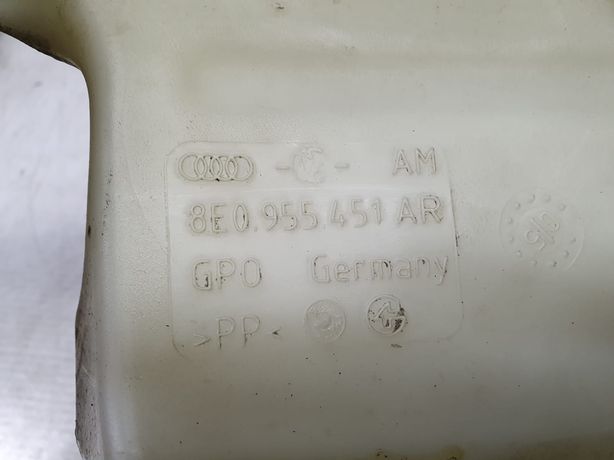 AM
8E0.955.451 AR
GPO Germany
>PP<